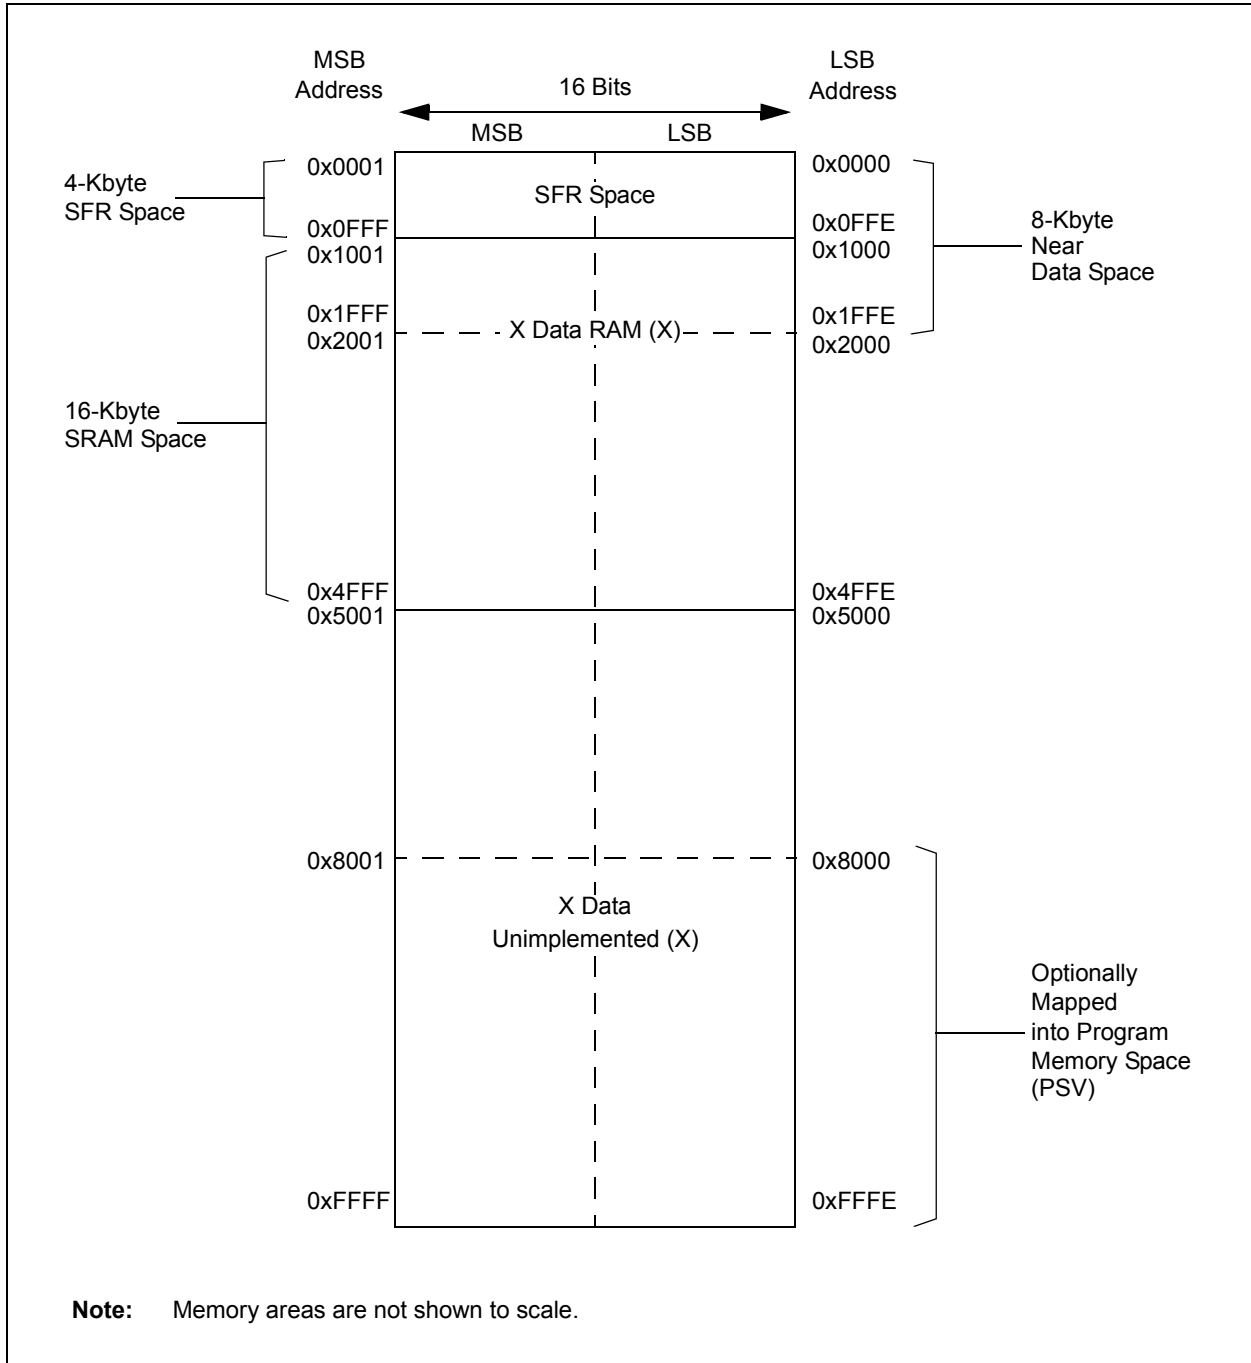 MSB
Address
LSB
Address
16 Bits
MSB
LSB
0x0001
0x0000
4-Kbyte
SFR Space
SFR Space
0x0FFF
0x0FFE
0x1001
0x1000
8-Kbyte
Near
Data Space
0x1FFF
0x1FFE
X Data RAM (X)
0x2001
0x2000
16-Kbyte
SRAM Space
0x4FFF
0x4FFE
0x5001
0x5000
0x8001
0x8000
X Data
Unimplemented (X)
Optionally
Mapped
into Program
Memory Space
(PSV)
0xFFFF
0xFFFE
Note: Memory areas are not shown to scale.